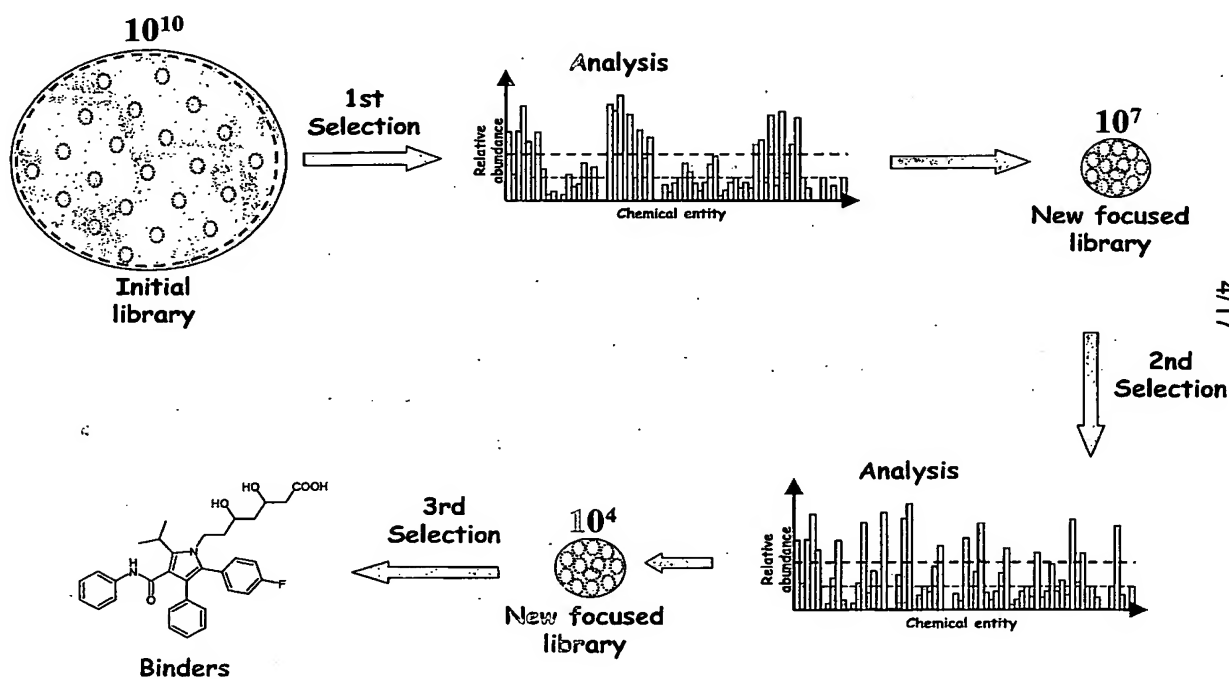 10¹⁰
1st
Selection
Initial
library
Analysis
Relative
abundance
Chemical entity
10⁷
New focused
library
4/17
2nd
Selection
Analysis
Relative
abundance
Chemical entity
10⁴
New focused
library
3rd
Selection
HO
HO
COOH
N
H
N
O
F
Binders